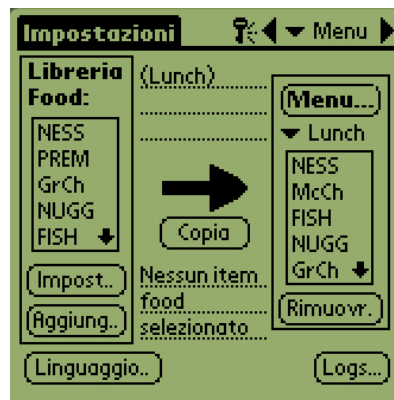 Impostazioni Menu
Libreria
Food:
NESS
PREM
GrCh
NUGG
FISH
Impost..
Aggiung..
Linguaggio..
(Lunch)
Copia
Nessun item
food
selezionato
Menu...
Lunch
NESS
McCh
FISH
NUGG
GrCh
Rimuovr.
Logs...